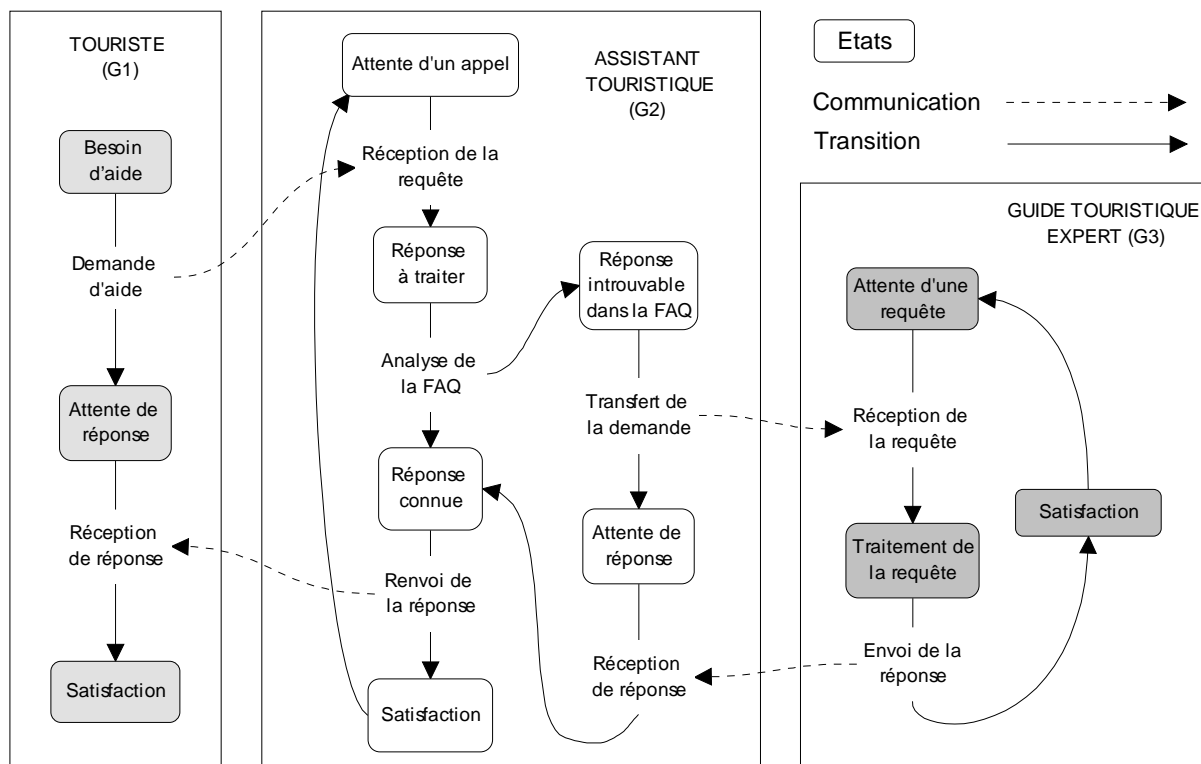 TOURISTE
(G1)
Besoin
d'aide
Demande
d'aide
Attente de
réponse
Réception
de réponse
Satisfaction
ASSISTANT
TOURISTIQUE
(G2)
Attente d'un appel
Réception de la
requête
Réponse
à traiter
Analyse de
la FAQ
Réponse
connue
Renvoi de
la réponse
Satisfaction
Réponse
introuvable
dans la FAQ
Transfert de
la demande
Attente de
réponse
Réception
de réponse
Etats
Communication
Transition
GUIDE TOURISTIQUE
EXPERT (G3)
Attente d'une
requête
Réception de
la requête
Traitement de
la requête
Envoi de la
réponse
Satisfaction